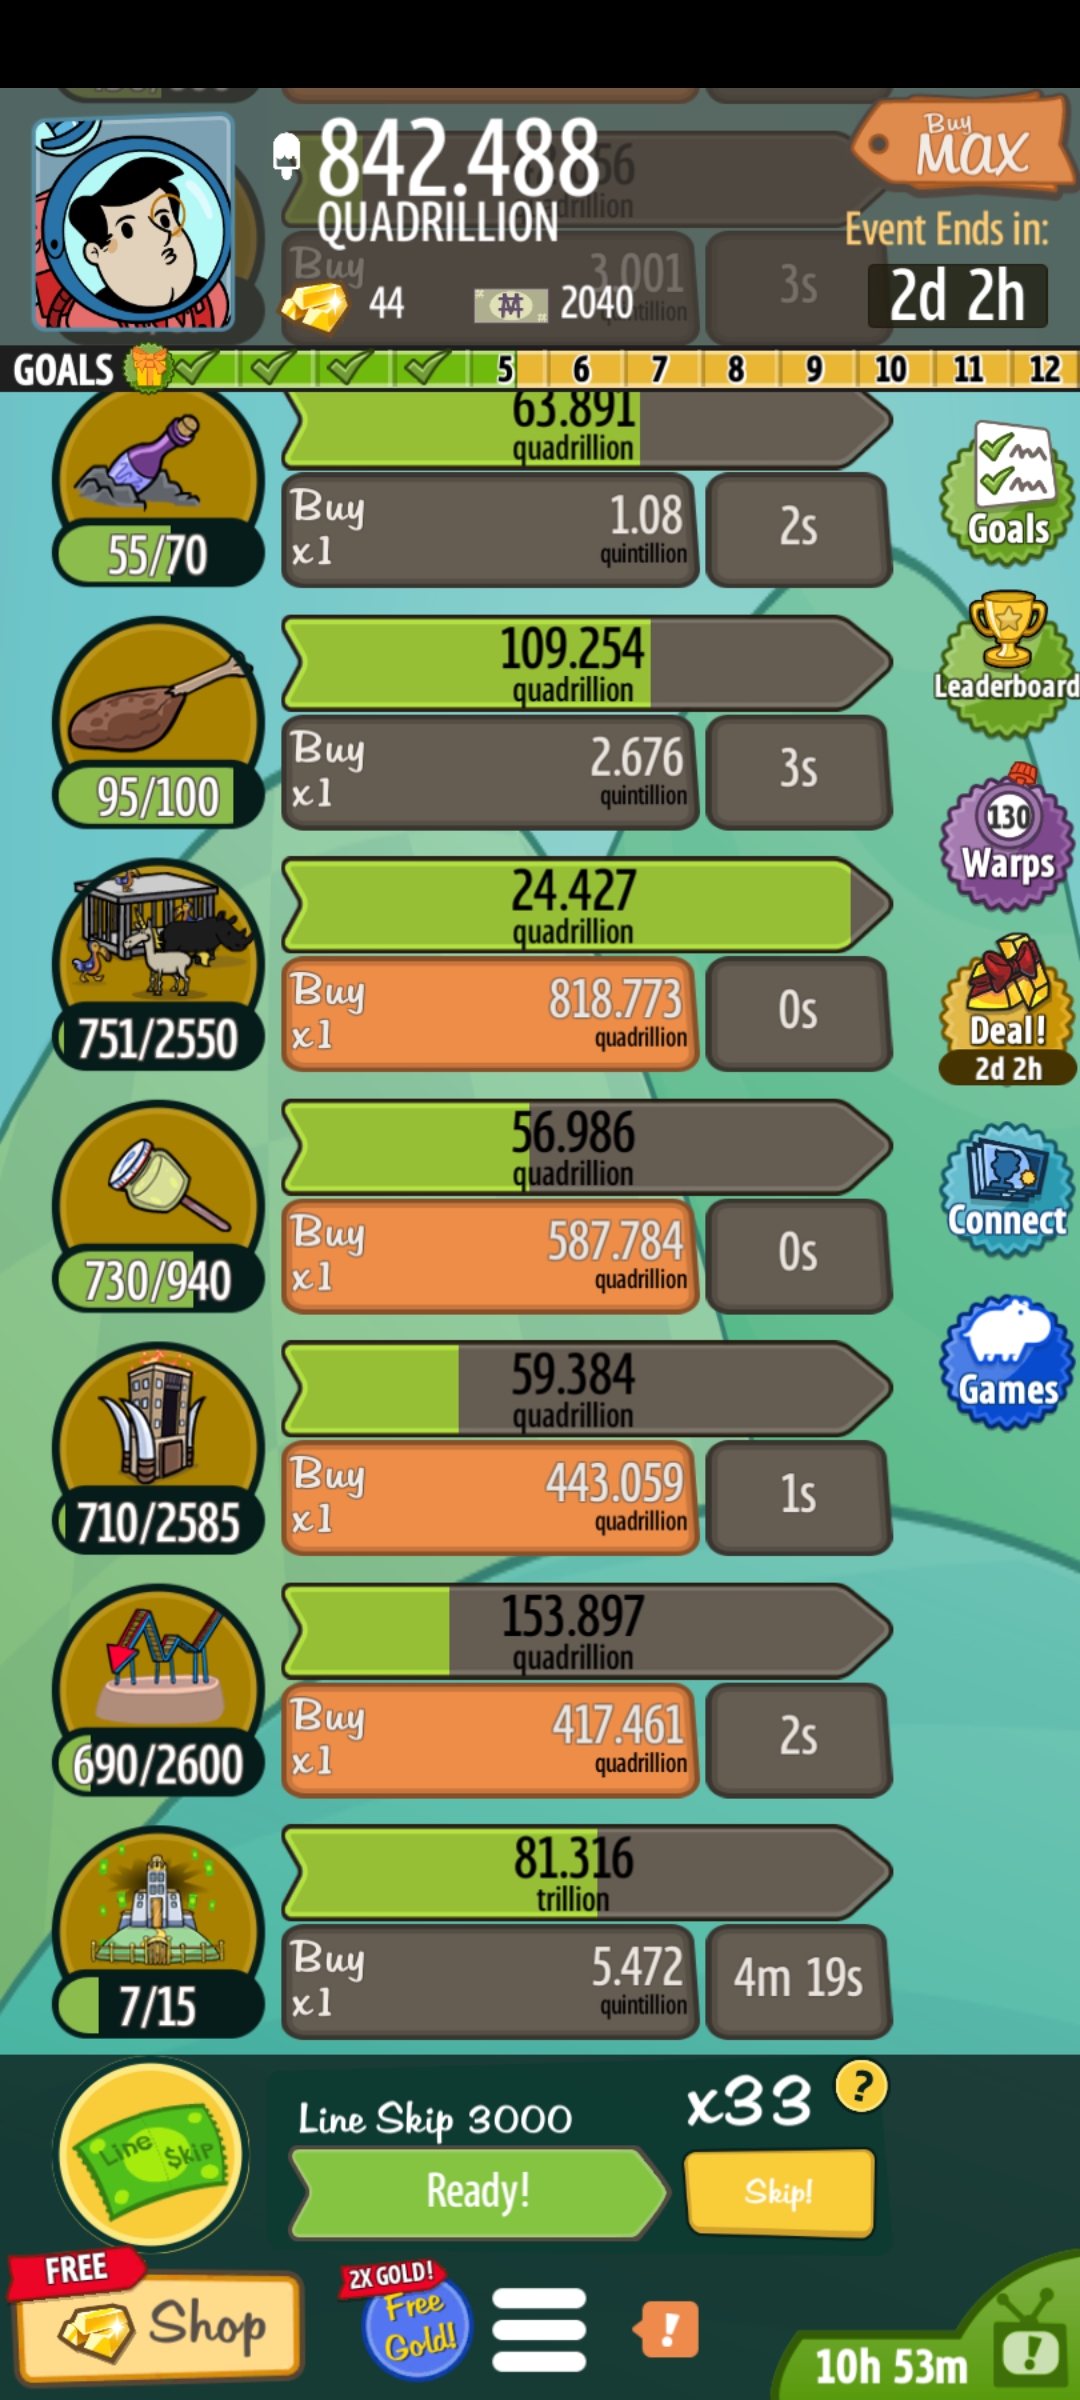 842.488
QUADRILLION
Buy
MAX
Event Ends in:
2d 2h
44
2040
Buy
3.001
3s
GOALS
5
6
7
8
9
10
11
12
63.891
quadrillion
Buy
x1
1.08
quintillion
2s
55/70
Goals
109.254
quadrillion
Buy
x1
2.676
quintillion
3s
95/100
Leaderboard
130
Warps
24.427
quadrillion
Buy
x1
818.773
quadrillion
0s
751/2550
Deal!
2d 2h
56.986
quadrillion
Buy
x1
587.784
quadrillion
0s
730/940
Connect
59.384
quadrillion
Buy
x1
443.059
quadrillion
1s
710/2585
Games
153.897
quadrillion
Buy
x1
417.461
quadrillion
2s
690/2600
81.316
trillion
Buy
x1
5.472
quintillion
4m 19s
7/15
Line $kip
Line Skip 3000
x33
?
Ready!
Skip!
FREE
Shop
2X GOLD!
Free
Gold!
!
10h 53m
!